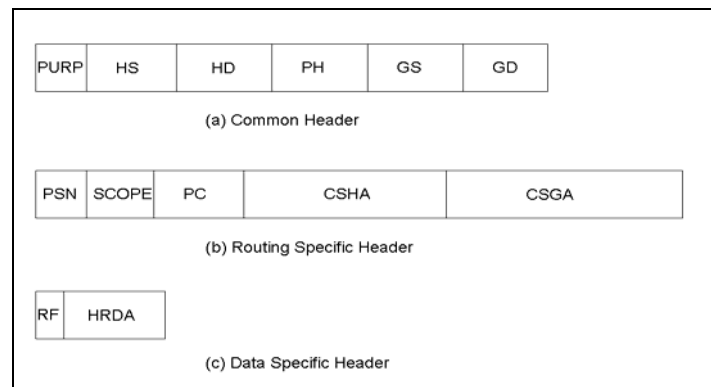 PURP HS HD PH GS GD
(a) Common Header
PSN SCOPE PC CSHA CSGA
(b) Routing Specific Header
RF HRDA
(c) Data Specific Header